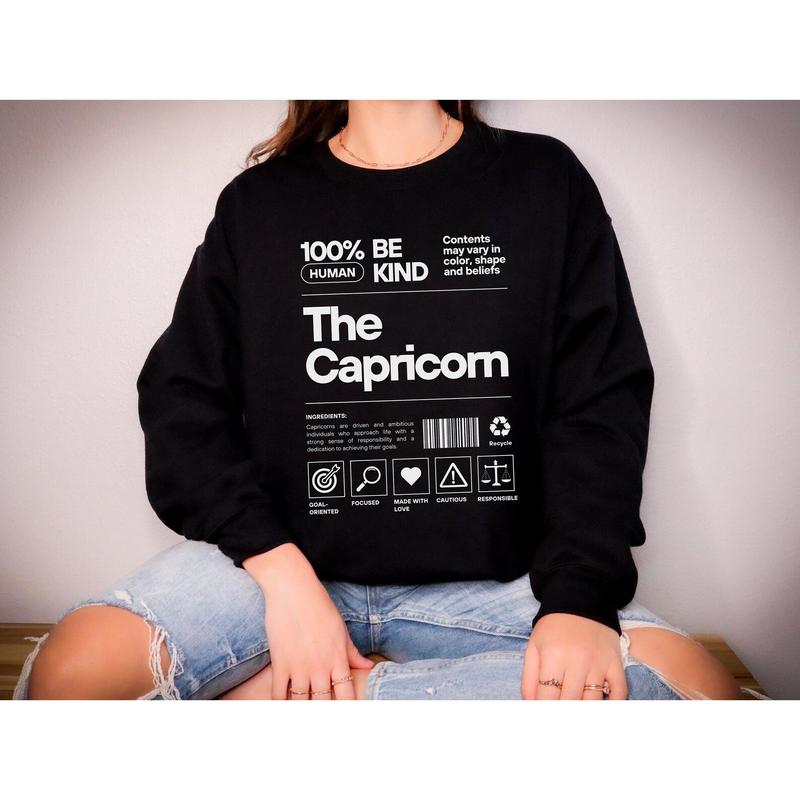 100% BE
HUMAN KIND
Contents
may vary in
color, shape
and beliefs
The
Capricorn
INGREDIENTS:
Capricorns are driven and ambitious
individuals who approach life with a
strong sense of responsibility and a
dedication to achieving their goals.
Recycle
GOAL-
ORIENTED
FOCUSED
MADE WITH
LOVE
CAUTIOUS
RESPONSIBLE